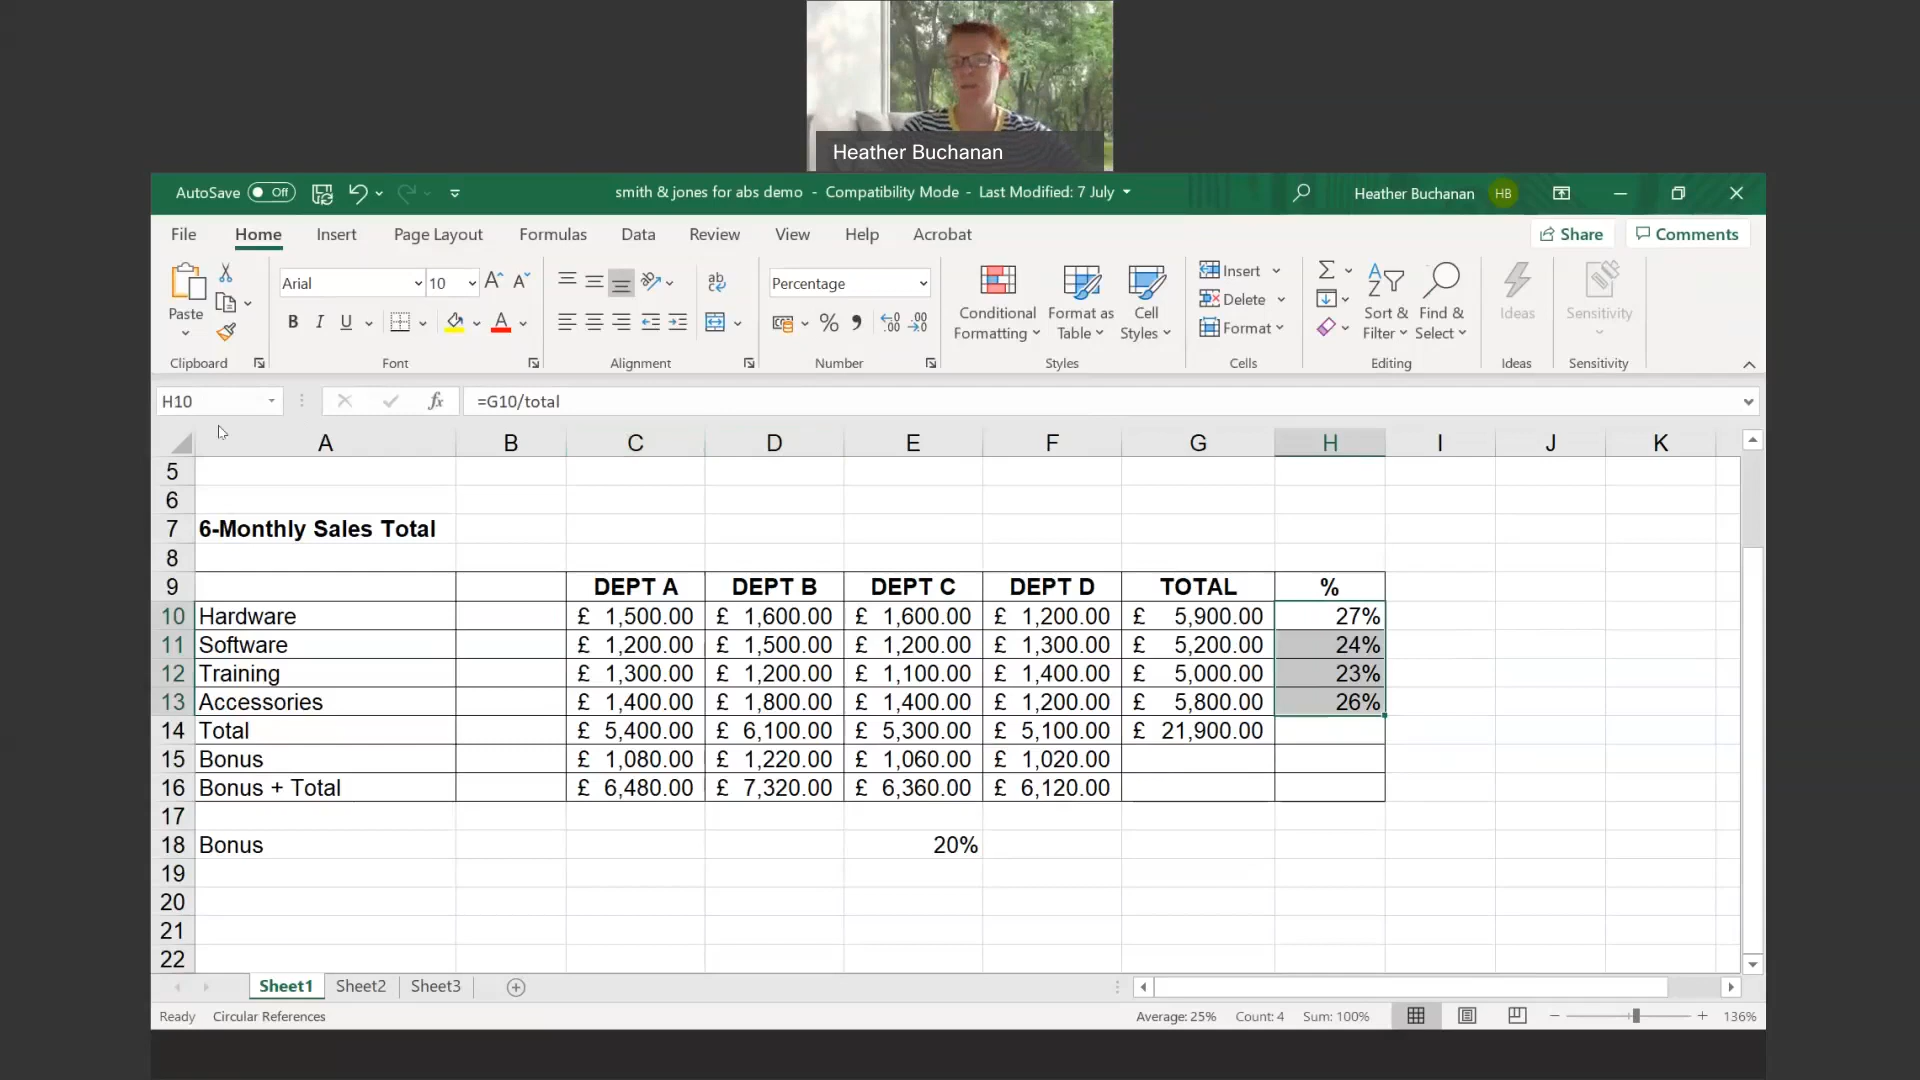 Heather Buchanan
AutoSave Off
smith & jones for abs demo - Compatibility Mode - Last Modified: 7 July
Heather Buchanan HB
File Home Insert Page Layout Formulas Data Review View Help Acrobat
Share Comments
Paste
Clipboard
Arial 10
B I U A
Font
ab
Alignment
Percentage
%
Number
Conditional Formatting
Format as Table
Cell Styles
Styles
Insert
Delete
Format
Cells
Sort & Filter
Find & Select
Editing
Ideas
Ideas
Sensitivity
Sensitivity
H10 fx =G10/total
A B C D E F G H I J K
5
6
7 6-Monthly Sales Total
8
9 DEPT A DEPT B DEPT C DEPT D TOTAL %
10 Hardware £ 1,500.00 £ 1,600.00 £ 1,600.00 £ 1,200.00 £ 5,900.00 27%
11 Software £ 1,200.00 £ 1,500.00 £ 1,200.00 £ 1,300.00 £ 5,200.00 24%
12 Training £ 1,300.00 £ 1,200.00 £ 1,100.00 £ 1,400.00 £ 5,000.00 23%
13 Accessories £ 1,400.00 £ 1,800.00 £ 1,400.00 £ 1,200.00 £ 5,800.00 26%
14 Total £ 5,400.00 £ 6,100.00 £ 5,300.00 £ 5,100.00 £ 21,900.00
15 Bonus £ 1,080.00 £ 1,220.00 £ 1,060.00 £ 1,020.00
16 Bonus + Total £ 6,480.00 £ 7,320.00 £ 6,360.00 £ 6,120.00
17
18 Bonus 20%
19
20
21
22
Sheet1 Sheet2 Sheet3
Ready Circular References Average: 25% Count: 4 Sum: 100% 136%